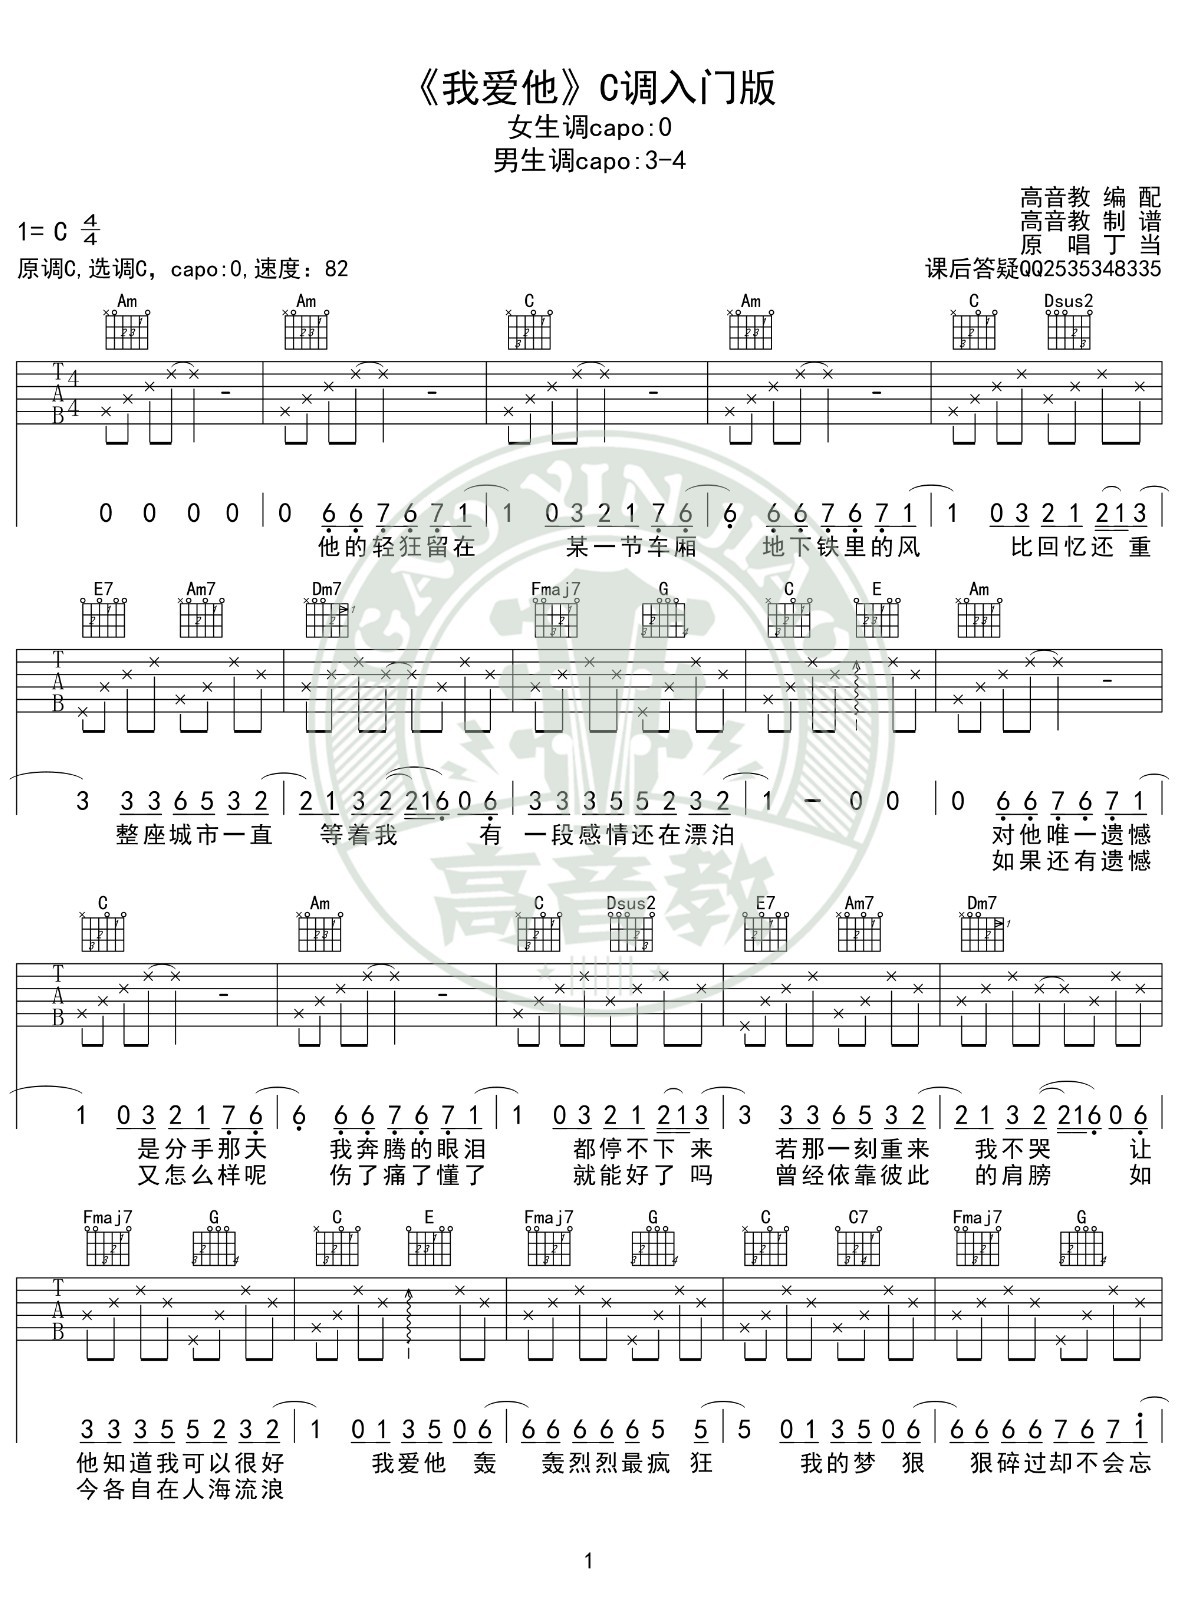 《我爱他》C调入门版
女生调capo:0
男生调capo:3-4
高音教 编 配
高音教 制 谱
原 唱 丁 当
课后答疑QQ2535348335
1= C 4/4
原调C,选调C, capo:0,速度: 82
Am Am C Am C Dsus2
T A B 4 4
0 0 0 0 | 0 6 6 7 6 7 1 | 1 0 3 2 1 7 6 | 6 6 6 7 6 7 1 | 1 0 3 2 1 2 1 3
他的轻狂留在 某一节车厢 地下铁里的风 比回忆还 重
E7 Am7 Dm7 Fmaj7 G C E Am
T A B
3 3 3 6 5 3 2 | 2 1 3 2 2 1 6 0 6 | 3 3 3 5 5 2 3 2 | 1 - 0 0 | 0 6 6 7 6 7 1
整座城市一直 等着我 有 一段感情还在漂泊 对他唯一遗憾
如果还有遗憾
C Am C Dsus2 E7 Am7 Dm7
T A B
1 0 3 2 1 7 6 | 6 6 6 7 6 7 1 | 1 0 3 2 1 2 1 3 | 3 3 3 6 5 3 2 | 2 1 3 2 2 1 6 0 6
是分手那天 我奔腾的眼泪 都停不下 来 若那一刻重来 我不哭 让
又怎么样呢 伤了痛了懂了 就能好了 吗 曾经依靠彼此 的肩膀 如
Fmaj7 G C E Fmaj7 G C C7 Fmaj7 G
T A B
3 3 3 5 5 2 3 2 | 1 0 1 3 5 0 6 | 6 6 6 6 6 5 5 | 5 0 1 3 5 0 6 | 6 6 6 7 6 7 1
他知道我可以很好 我爱他 轰 轰烈烈最疯 狂 我的梦 狠 狠碎过却不会忘
今各自在人海流浪
1
GAO YIN JIAO
高音教